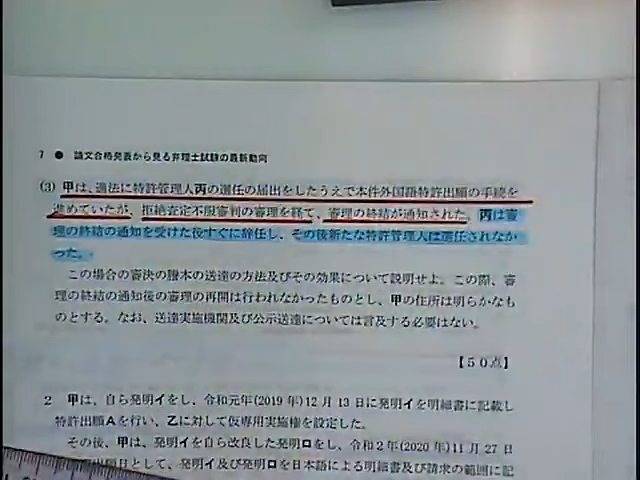 7 ● 論文合格発表から見る弁理士試験の最新動向
(3) 甲は、適法に特許管理人丙の選任の届出をしたうえで本件外国語特許出願の手続を
進めていたが、拒絶査定不服審判の審理を経て、審理の終結が通知された。丙は審
理の終結の通知を受けた後すぐに辞任し、その後新たな特許管理人は選任されなか
った。
この場合の審決の謄本の送達の方法及びその効果について説明せよ。この際、審
理の終結の通知後の審理の再開は行われなかったものとし、甲の住所は明らかなも
のとする。なお、送達実施機関及び公示送達については言及する必要はない。
【50点】
2 甲は、自ら発明イをし、令和元年(2019年)12月13日に発明イを明細書に記載し
特許出願Aを行い、乙に対して仮専用実施権を設定した。
その後、甲は、発明イを自ら改良した発明ロをし、令和2年(2020年)11月27日
出願日として、発明イ及び発明ロを日本語による明細書及び請求の範囲に記